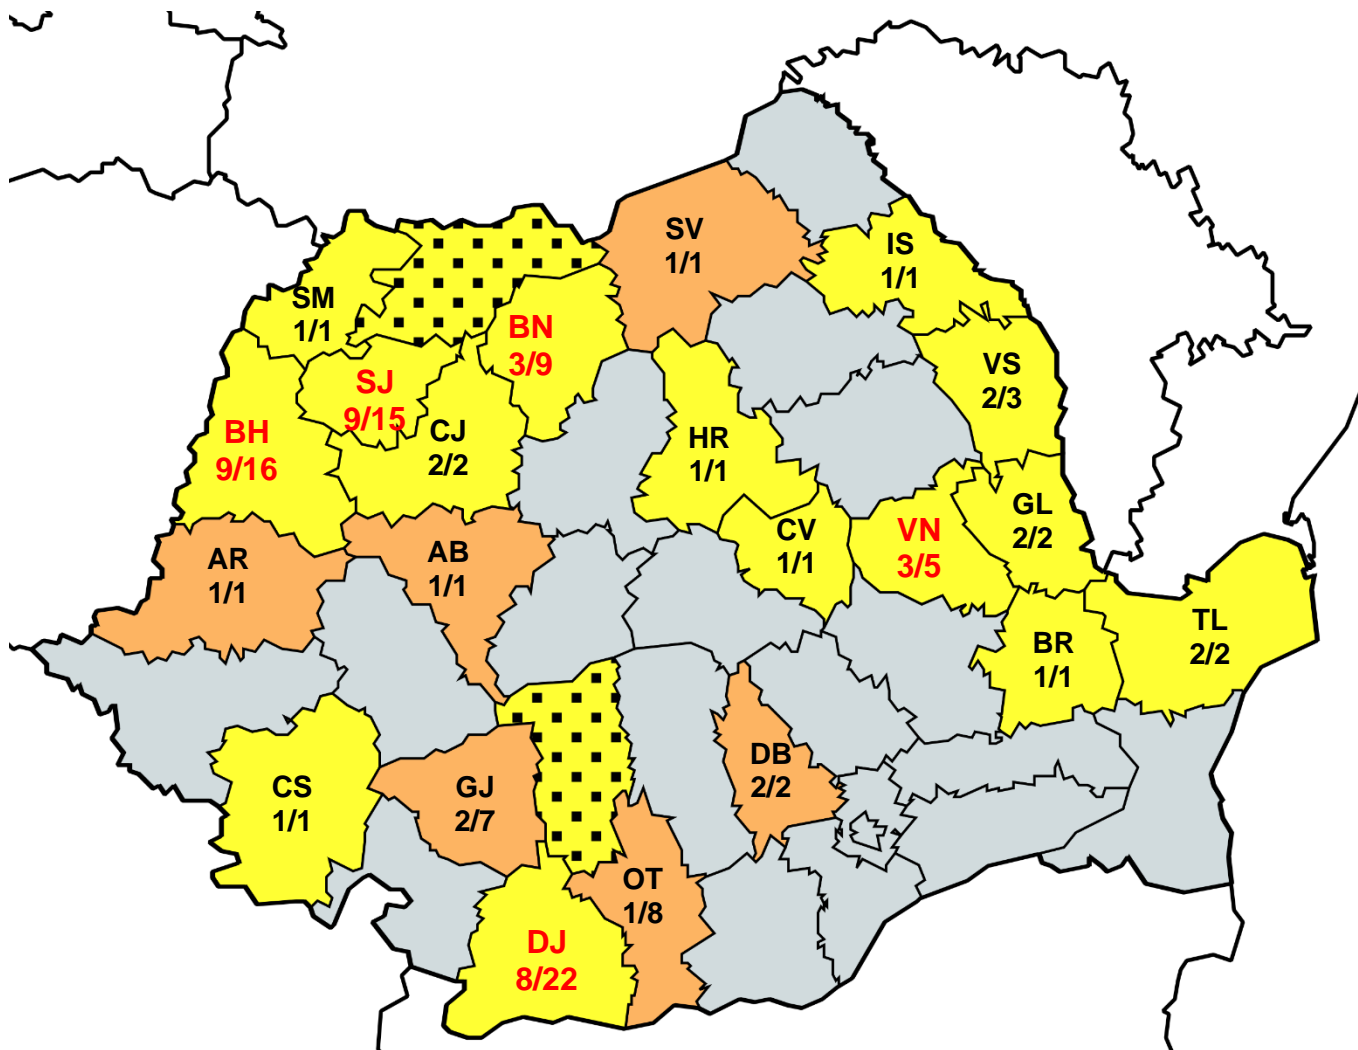 SV
1/1
IS
1/1
SM
1/1
BN
3/9
VS
2/3
SJ
9/15
BH
9/16
CJ
2/2
HR
1/1
GL
2/2
CV
1/1
VN
3/5
AR
1/1
AB
1/1
TL
2/2
BR
1/1
DB
2/2
CS
1/1
GJ
2/7
OT
1/8
DJ
8/22